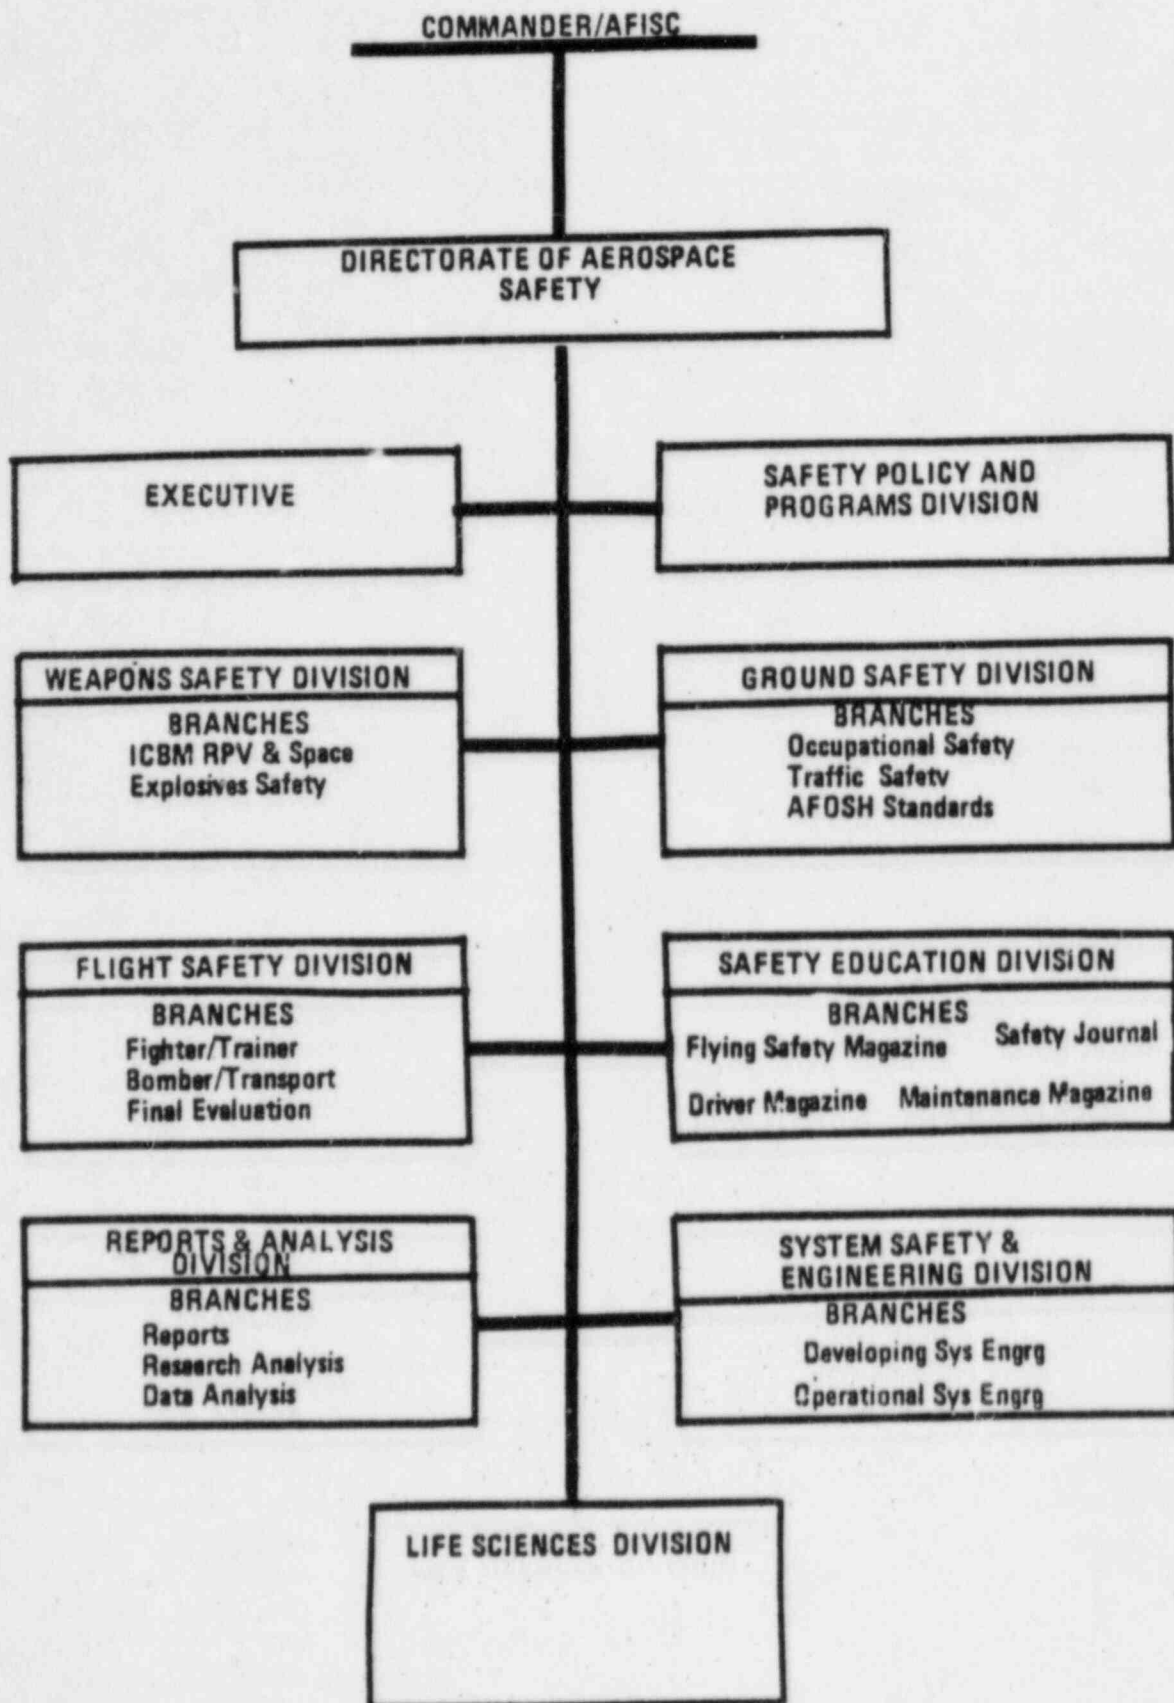 COMMANDER/AFISC
DIRECTORATE OF AEROSPACE
SAFETY
EXECUTIVE
SAFETY POLICY AND
PROGRAMS DIVISION
WEAPONS SAFETY DIVISION
BRANCHES
ICBM RPV & Space
Explosives Safety
GROUND SAFETY DIVISION
BRANCHES
Occupational Safety
Traffic Safety
AFOSH Standards
FLIGHT SAFETY DIVISION
BRANCHES
Fighter/Trainer
Bomber/Transport
Final Evaluation
SAFETY EDUCATION DIVISION
BRANCHES
Flying Safety Magazine Safety Journal
Driver Magazine Maintenance Magazine
REPORTS & ANALYSIS
DIVISION
BRANCHES
Reports
Research Analysis
Data Analysis
SYSTEM SAFETY &
ENGINEERING DIVISION
BRANCHES
Developing Sys Engrg
Operational Sys Engrg
LIFE SCIENCES DIVISION